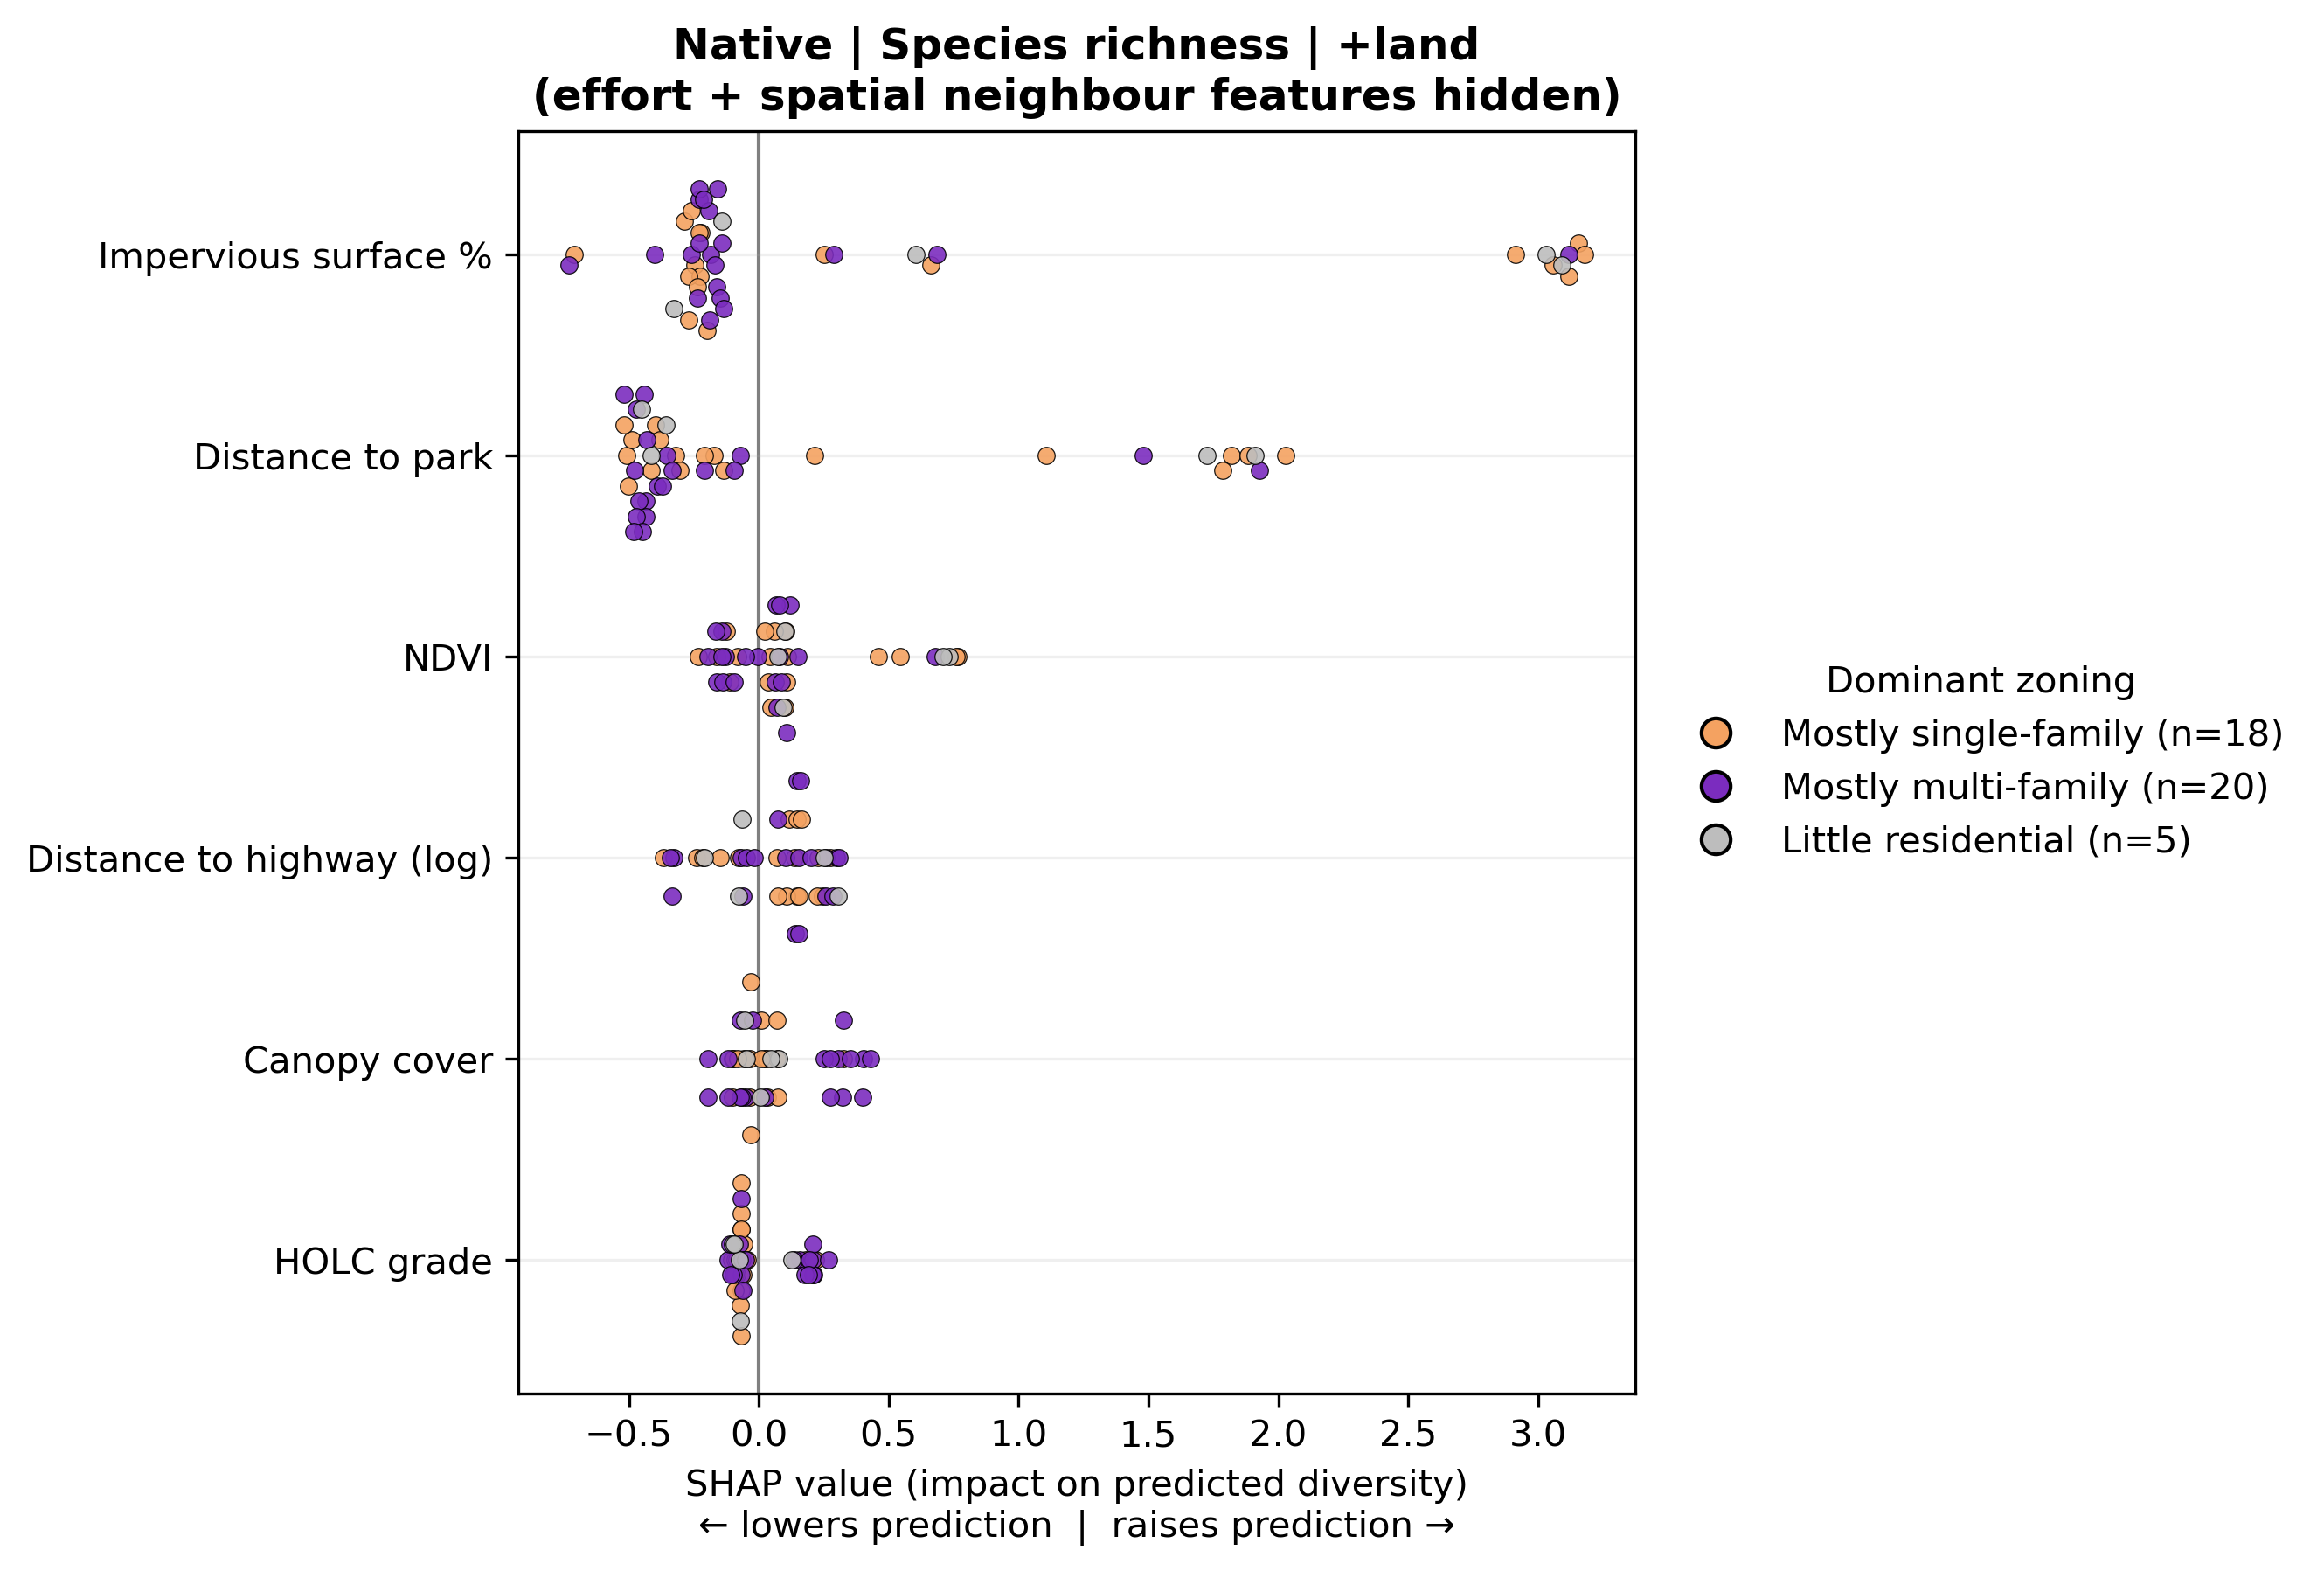 Native | Species richness | +land
(effort + spatial neighbour features hidden)
Impervious surface %
Distance to park
NDVI
Distance to highway (log)
Canopy cover
HOLC grade
−0.5 0.0 0.5 1.0 1.5 2.0 2.5 3.0
SHAP value (impact on predicted diversity)
← lowers prediction | raises prediction →
Dominant zoning
Mostly single-family (n=18)
Mostly multi-family (n=20)
Little residential (n=5)